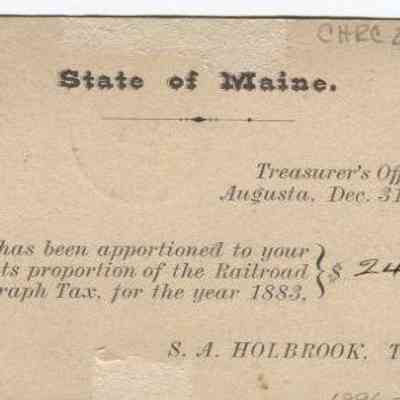 CHRC
State of Maine.
Treasurer's Off
Augusta, Dec. 31
has been apportioned to your
ts proportion of the Railroad
raph Tax, for the year 1883,
$ 24
S. A. HOLBROOK, T